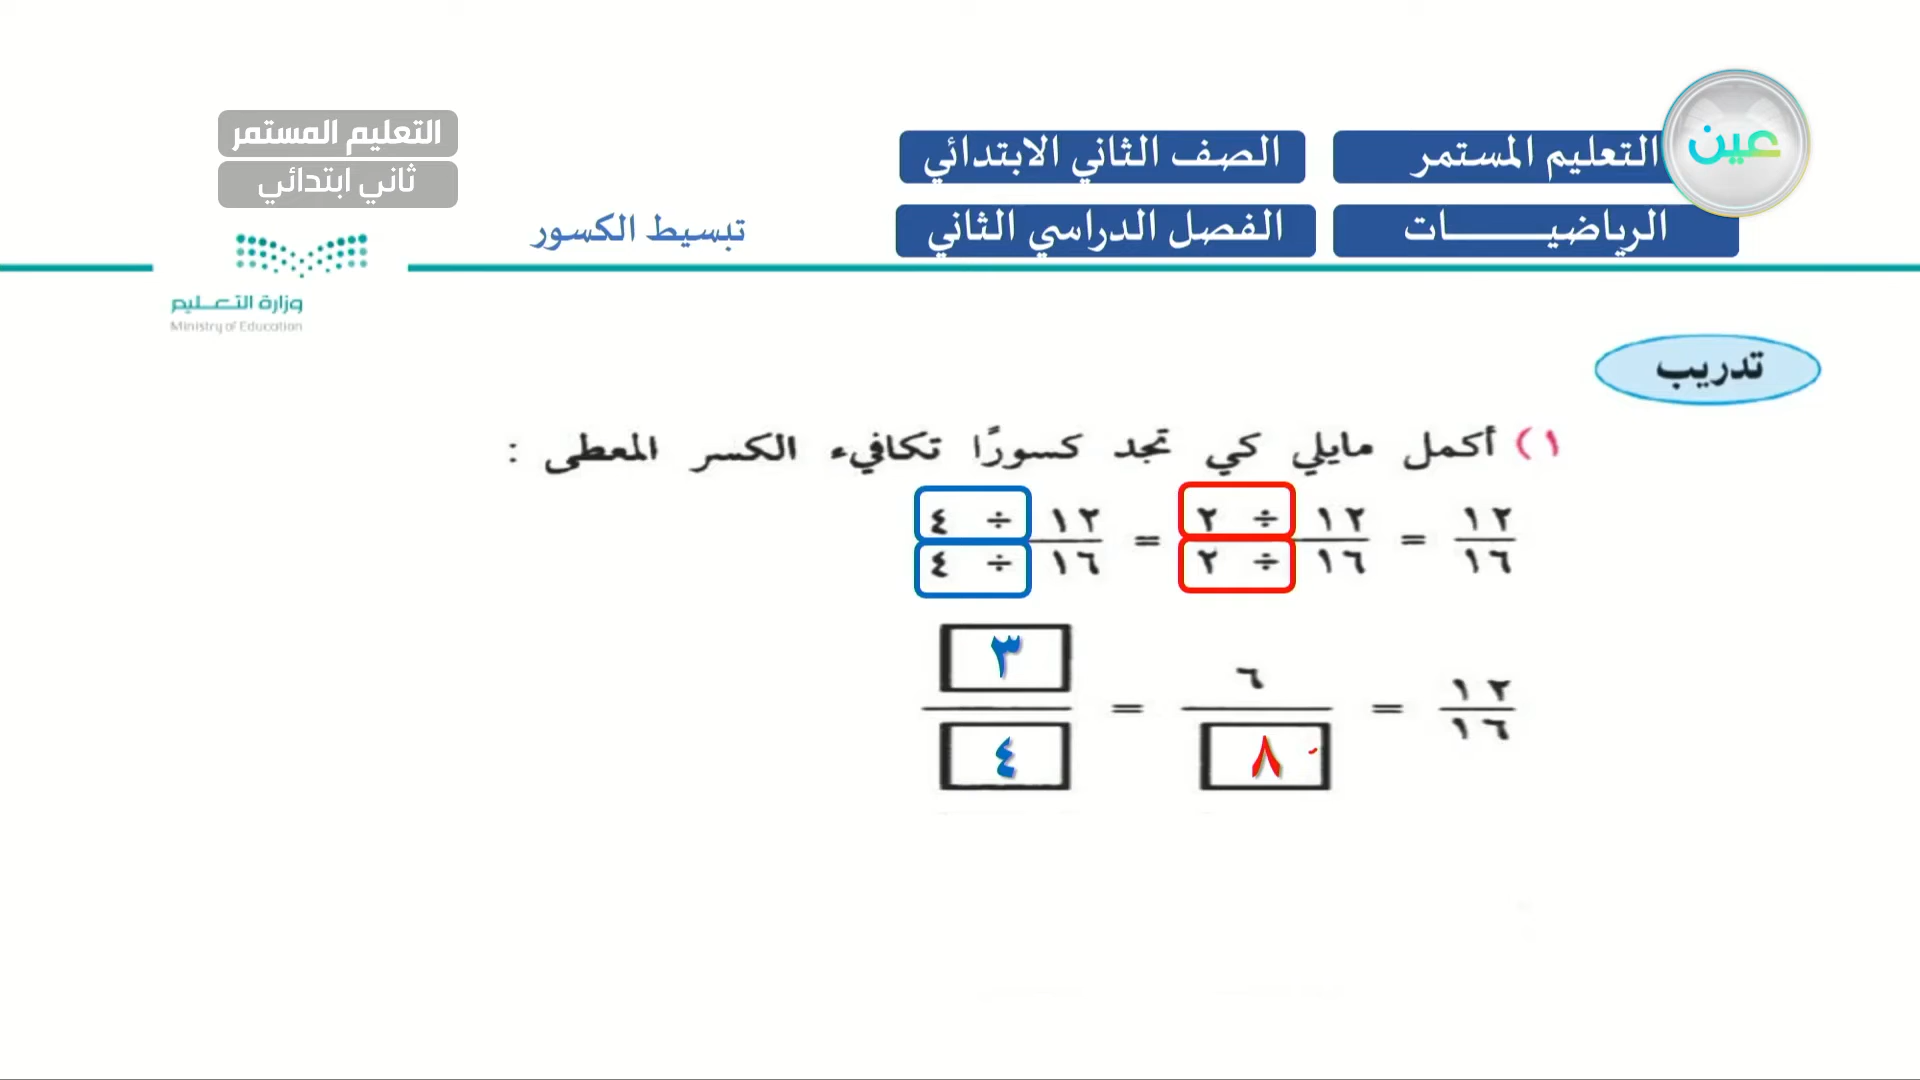 عين
التعليم المستمر
الصف الثاني الابتدائي
التعليم المستمر
ثاني ابتدائي
الرياضيـــــــــات
الفصل الدراسي الثاني
تبسيط الكسور
وزارة التعـليم
Ministry of Education
تدريب
١) أكمل مايلي كي تجد كسورًا تكافيء الكسر المعطى :
١٢ = ١٢ ÷ ٢ = ١٢ ÷ ٤
١٦ ١٦ ÷ ٢ ١٦ ÷ ٤
١٢ = ٦ = ٣
١٦ ٨ ٤